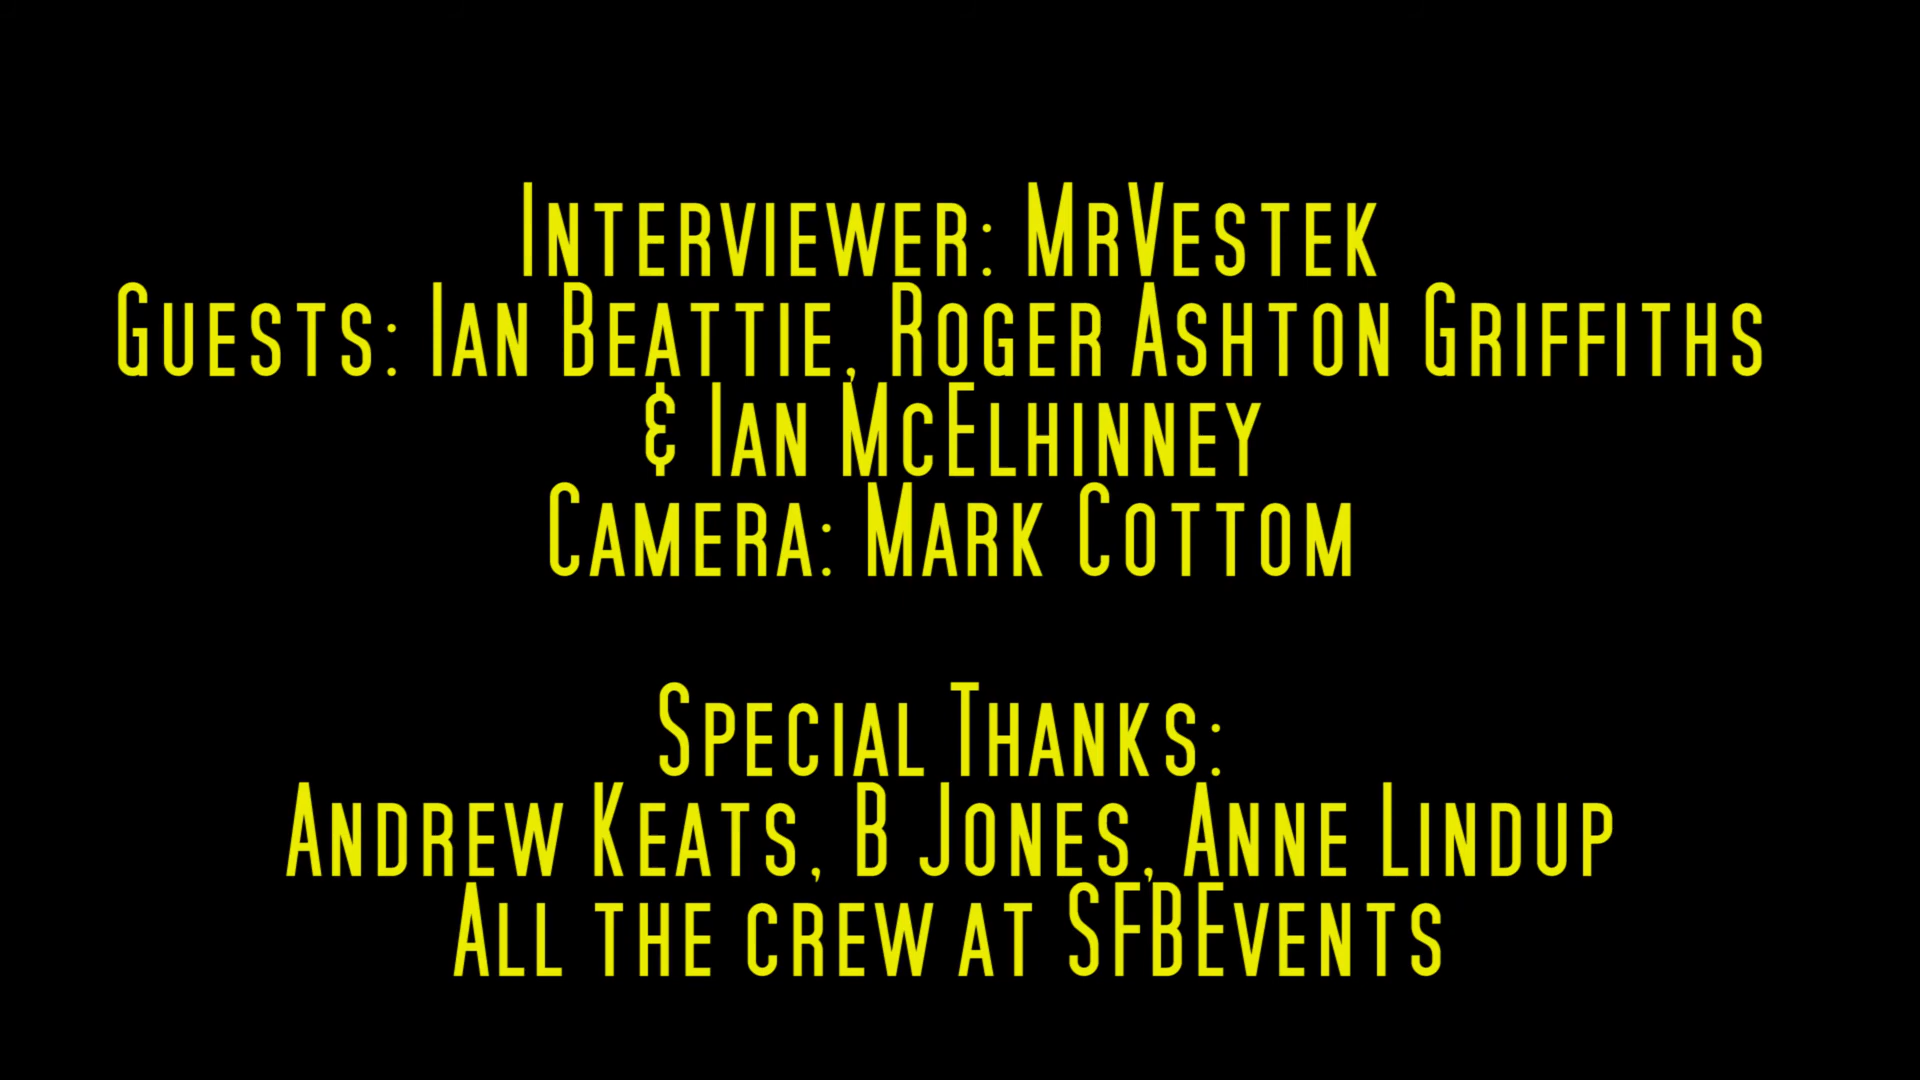 Interviewer: MrVestek
Guests: Ian Beattie, Roger Ashton Griffiths
& Ian McElhinney
Camera: Mark Cottom
Special Thanks:
Andrew Keats, B Jones, Anne Lindup
All the crew at SFBEvents